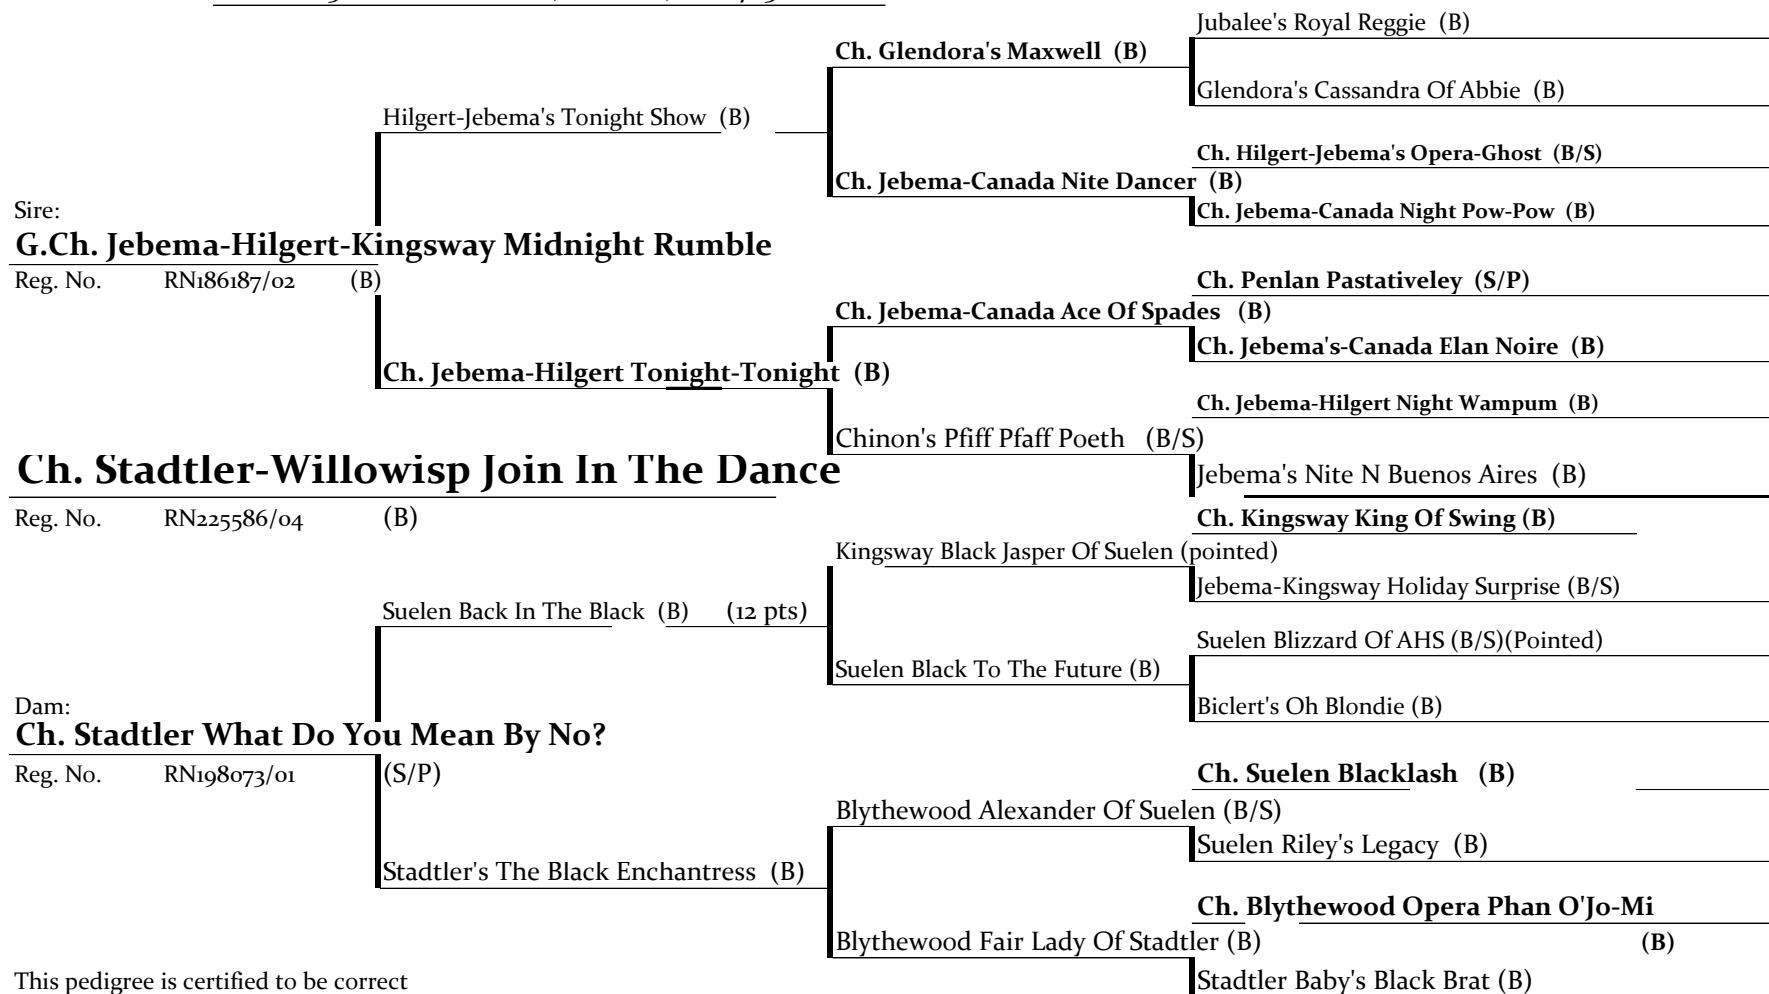 Jubalee's Royal Reggie (B)
Ch. Glendora's Maxwell (B)
Glendora's Cassandra Of Abbie (B)
Hilgert-Jebema's Tonight Show (B)
Ch. Hilgert-Jebema's Opera-Ghost (B/S)
Ch. Jebema-Canada Nite Dancer (B)
Sire:
Ch. Jebema-Canada Night Pow-Pow (B)
G.Ch. Jebema-Hilgert-Kingsway Midnight Rumble
Reg. No. RN186187/02 (B)
Ch. Penlan Pastativeley (S/P)
Ch. Jebema-Canada Ace Of Spades (B)
Ch. Jebema's-Canada Elan Noire (B)
Ch. Jebema-Hilgert Tonight-Tonight (B)
Ch. Jebema-Hilgert Night Wampum (B)
Chinon's Pfiff Pfaff Poeth (B/S)
Ch. Stadtler-Willowisp Join In The Dance
Jebema's Nite N Buenos Aires (B)
Reg. No. RN225586/04 (B)
Ch. Kingsway King Of Swing (B)
Kingsway Black Jasper Of Suelen (pointed)
Jebema-Kingsway Holiday Surprise (B/S)
Suelen Back In The Black (B) (12 pts)
Suelen Blizzard Of AHS (B/S)(Pointed)
Suelen Black To The Future (B)
Dam:
Biclert's Oh Blondie (B)
Ch. Stadtler What Do You Mean By No?
Reg. No. RN198073/01 (S/P)
Ch. Suelen Blacklash (B)
Blythewood Alexander Of Suelen (B/S)
Suelen Riley's Legacy (B)
Stadtler's The Black Enchantress (B)
Ch. Blythewood Opera Phan O'Jo-Mi
Blythewood Fair Lady Of Stadtler (B)
(B)
This pedigree is certified to be correct
Stadtler Baby's Black Brat (B)